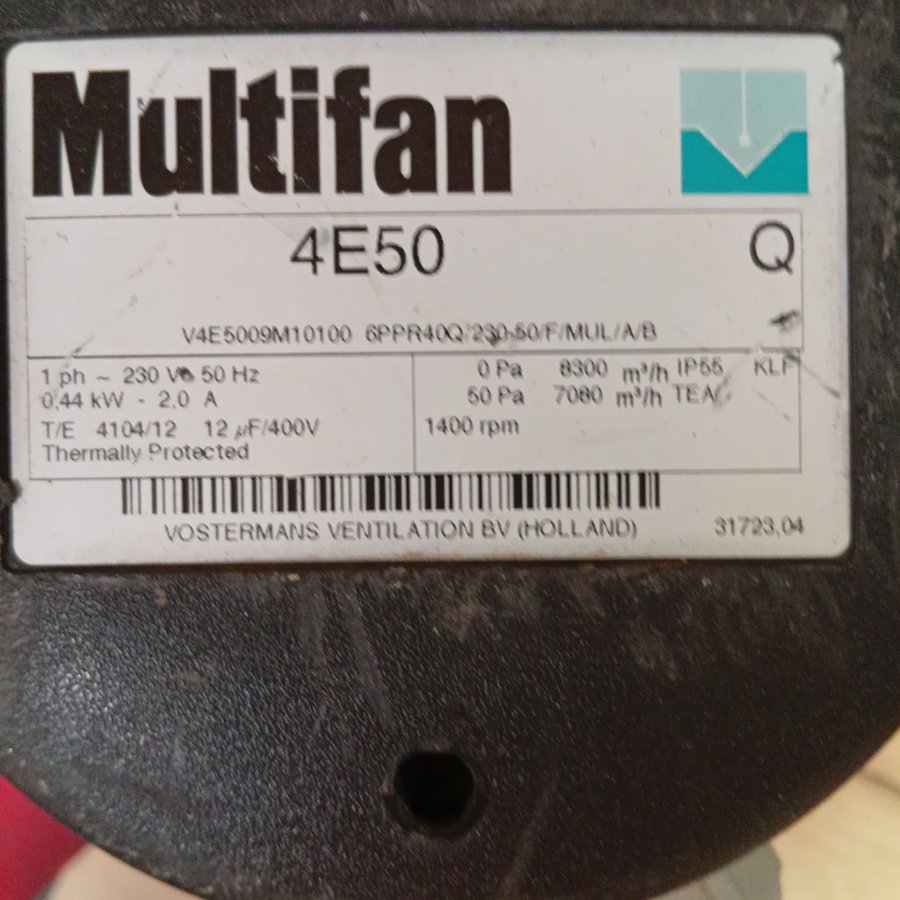 Multifan
4E50 Q
V4E5009M10100 6PPR40Q/230-50/F/MUL/A/B
1 ph ~ 230 V 50 Hz
0,44 kW - 2,0 A
T/E 4104/12 12 µF/400V
Thermally Protected
0 Pa 8300 m³/h IP55 KLF
50 Pa 7080 m³/h TEAO
1400 rpm
VOSTERMANS VENTILATION BV (HOLLAND) 31723.04